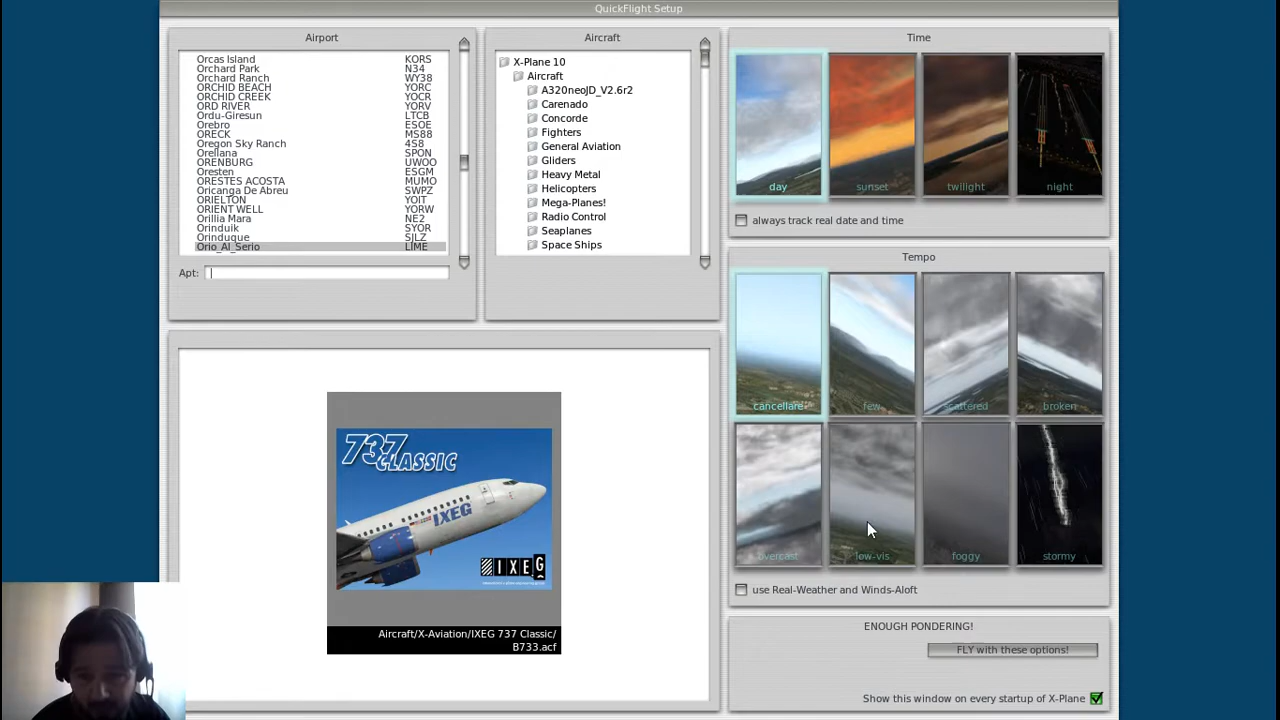 QuickFlight Setup
Airport
Orcas Island KORS
Orchard Park N34
Orchard Ranch WY38
ORCHID BEACH YORC
ORCHID CREEK YOCR
ORD RIVER YORV
Ordu-Giresun LTCB
Orebro ESOE
ORECK MS88
Oregon Sky Ranch 4S8
Orellana SPON
ORENBURG UWOO
Oresten ESGM
ORESTES ACOSTA MUMO
Oricanga De Abreu SWPZ
ORIELTON YOIT
ORIENT WELL YORW
Orillia Mara NE2
Orinduik SYOR
Orinduque SJLZ
Orio_Al_Serio LIME
Apt:
Aircraft
X-Plane 10
Aircraft
A320neoJD_V2.6r2
Carenado
Concorde
Fighters
General Aviation
Gliders
Heavy Metal
Helicopters
Mega-Planes!
Radio Control
Seaplanes
Space Ships
Time
day sunset twilight night
always track real date and time
Tempo
cancellare few scattered broken
overcast low-vis foggy stormy
use Real-Weather and Winds-Aloft
737
CLASSIC
IXEG
IXEG
Aircraft/X-Aviation/IXEG 737 Classic/
B733.acf
ENOUGH PONDERING!
FLY with these options!
Show this window on every startup of X-Plane